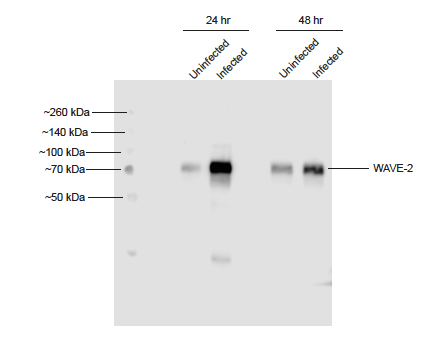 24 hr 48 hr
Uninfected Infected Uninfected Infected
~260 kDa
~140 kDa
~100 kDa
~70 kDa WAVE-2
~50 kDa